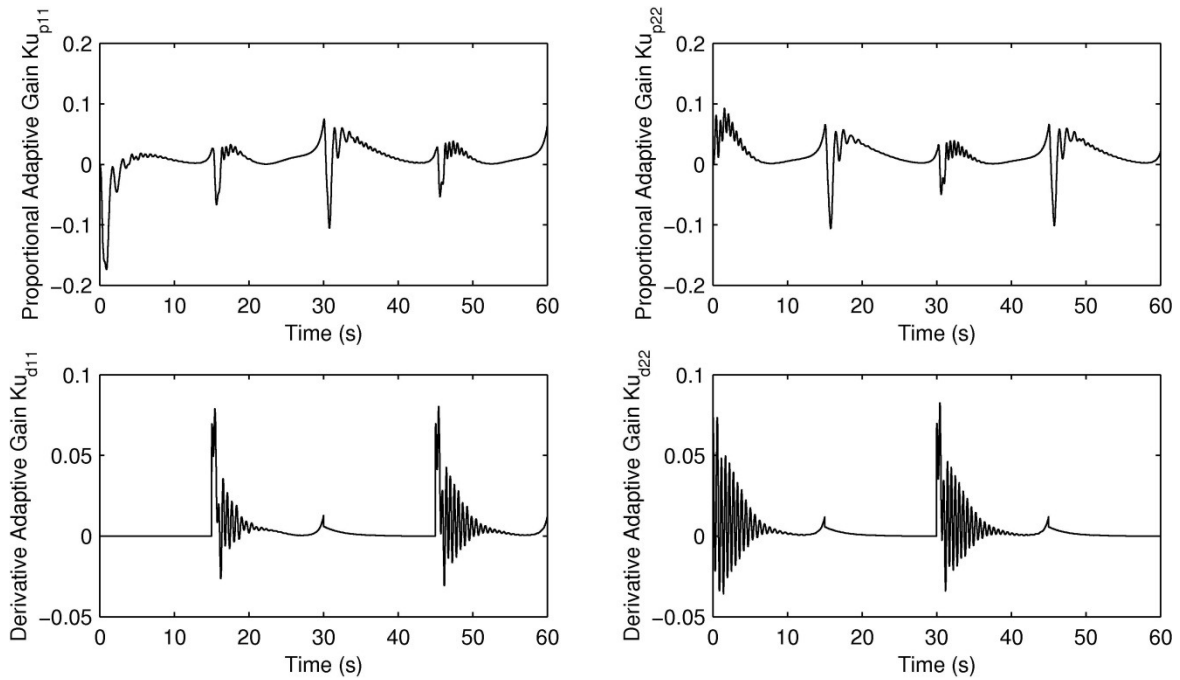 Proportional Adaptive Gain Ku_p11
0.2
0.1
0
−0.1
−0.2
0 10 20 30 40 50 60
Time (s)
Proportional Adaptive Gain Ku_p22
0.2
0.1
0
−0.1
−0.2
0 10 20 30 40 50 60
Time (s)
Derivative Adaptive Gain Ku_d11
0.1
0.05
0
−0.05
0 10 20 30 40 50 60
Time (s)
Derivative Adaptive Gain Ku_d22
0.1
0.05
0
−0.05
0 10 20 30 40 50 60
Time (s)